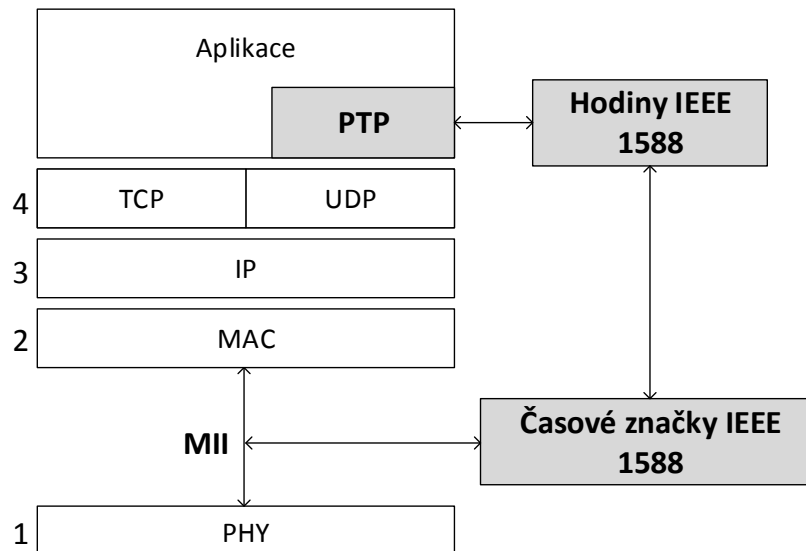 Aplikace
PTP
Hodiny IEEE
1588
4
TCP
UDP
3
IP
2
MAC
MII
Časové značky IEEE
1588
1
PHY